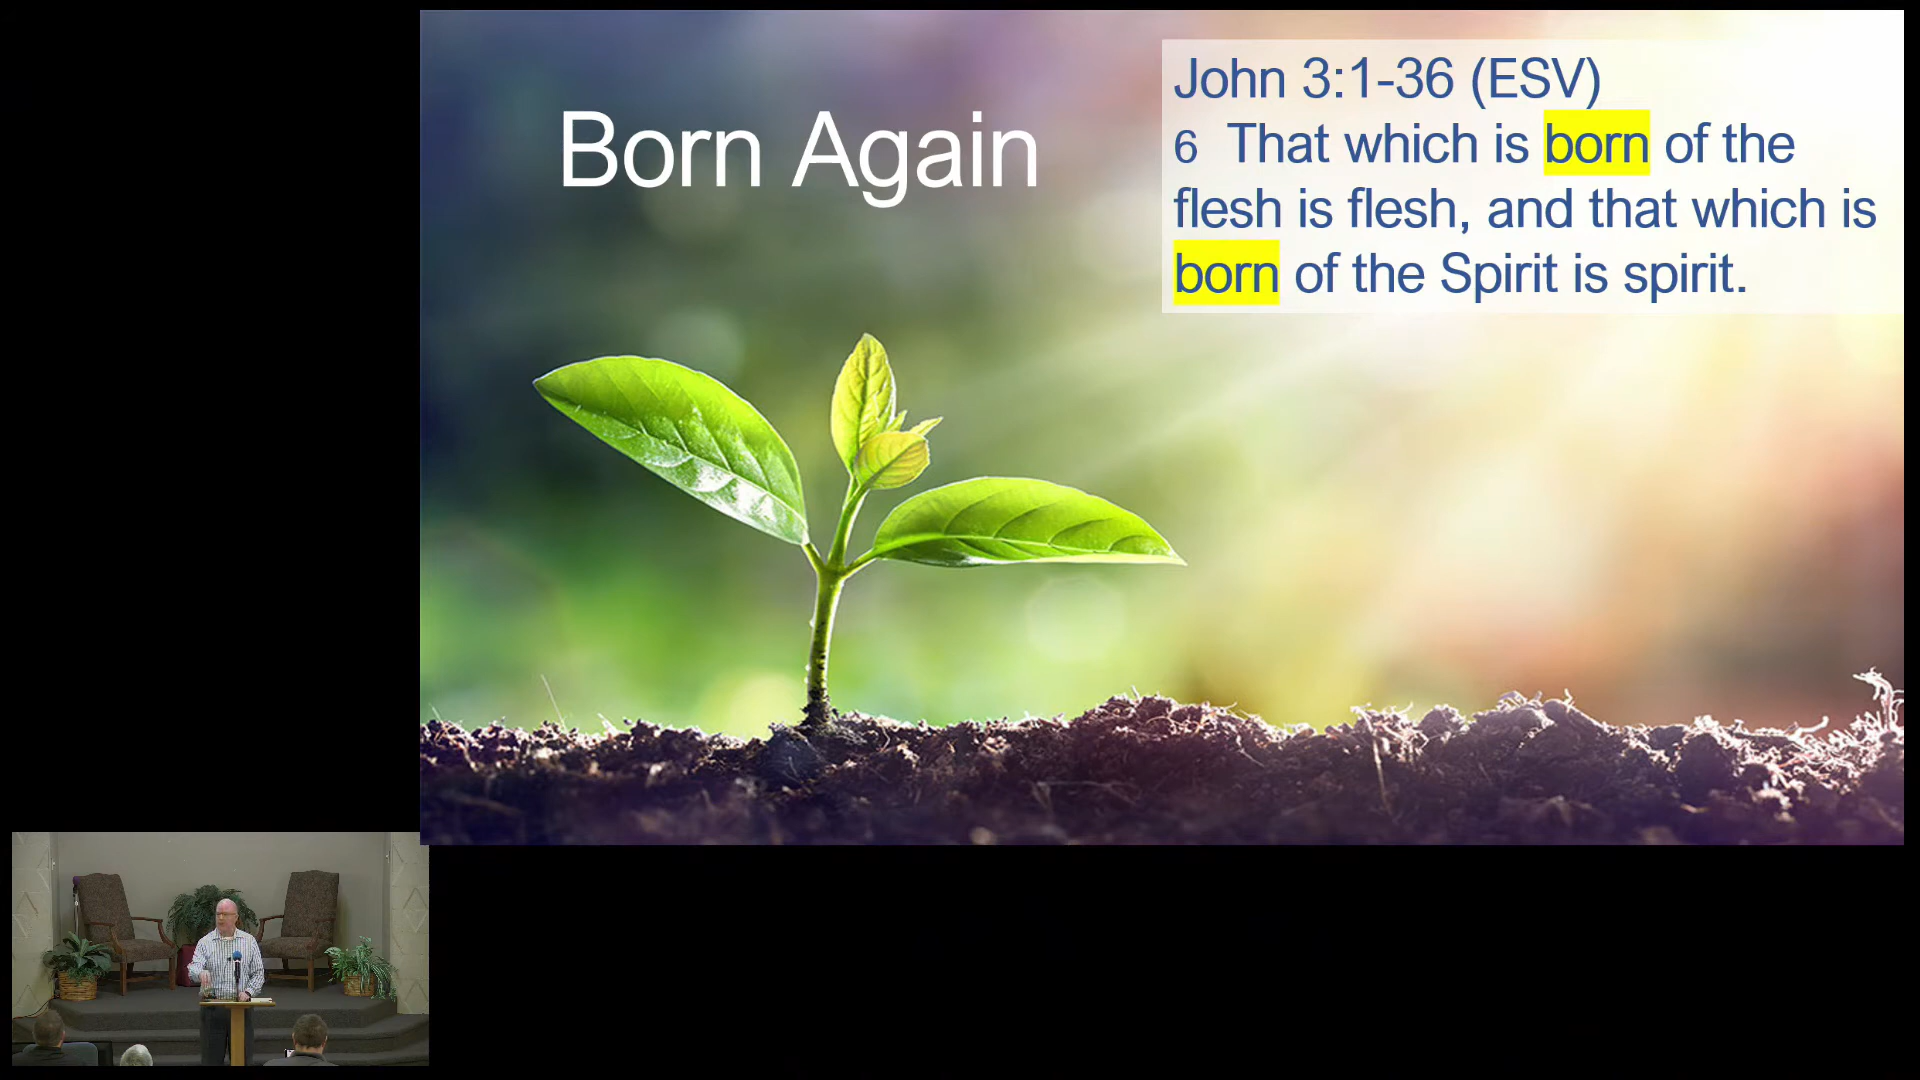 Born Again
John 3:1-36 (ESV)
6 That which is born of the
flesh is flesh, and that which is
born of the Spirit is spirit.